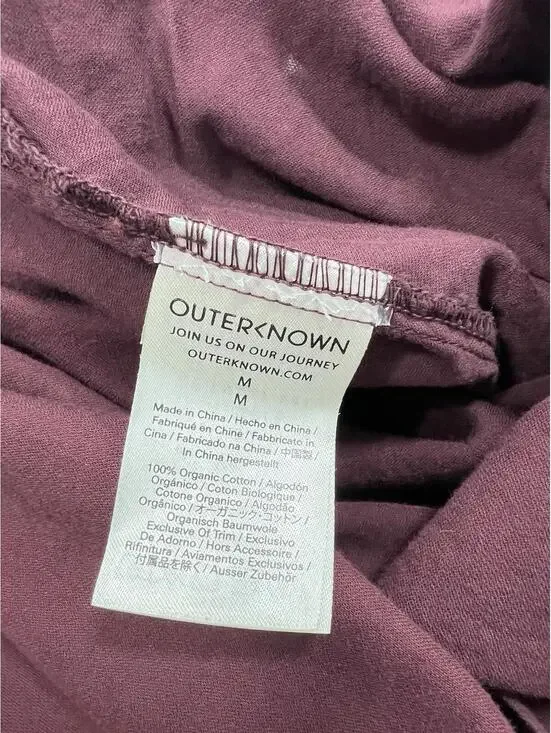 OUTERKNOWN
JOIN US ON OUR JOURNEY
OUTERKNOWN.COM
M
M
Made in China / Hecho en China /
Fabriqué en Chine / Fabbricato in
Cina / Fabricado na China / 中国製 /
In China hergestellt
100% Organic Cotton / Algodón
Orgánico / Coton Biologique /
Cotone Organico / Algodão
Orgânico / オーガニック・コットン /
Organisch Baumwole
Exclusive Of Trim / Exclusivo
De Adorno / Hors Accessoire /
Rifinitura / Aviamentos Exclusivos /
付属品を除く / Ausser Zubehör